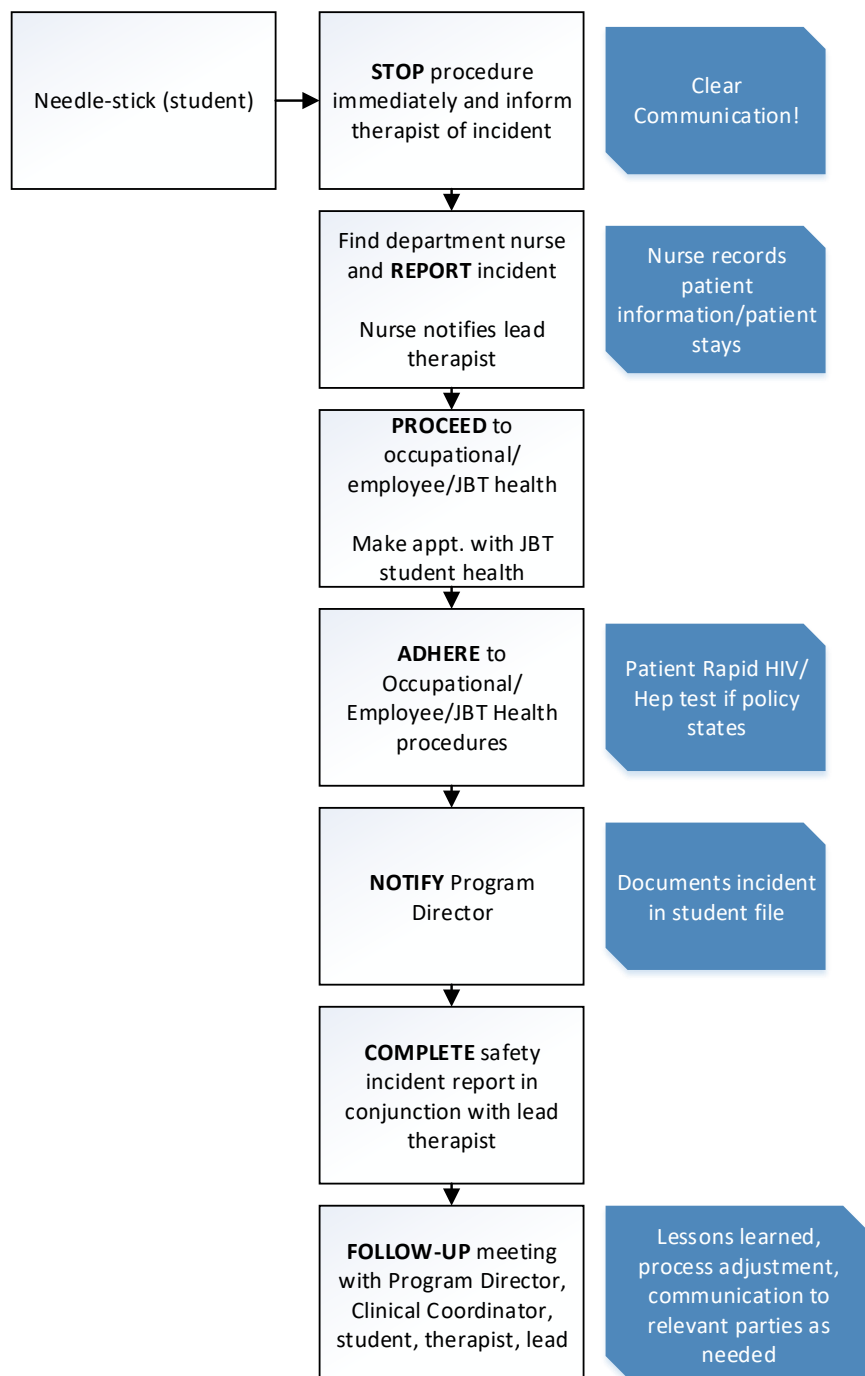 Needle-stick (student)
STOP procedure
immediately and inform
therapist of incident
Clear
Communication!
Find department nurse
and REPORT incident
Nurse notifies lead
therapist
Nurse records
patient
information/patient
stays
PROCEED to
occupational/
employee/JBT health
Make appt. with JBT
student health
ADHERE to
Occupational/
Employee/JBT Health
procedures
Patient Rapid HIV/
Hep test if policy
states
NOTIFY Program
Director
Documents incident
in student file
COMPLETE safety
incident report in
conjunction with lead
therapist
FOLLOW-UP meeting
with Program Director,
Clinical Coordinator,
student, therapist, lead
Lessons learned,
process adjustment,
communication to
relevant parties as
needed